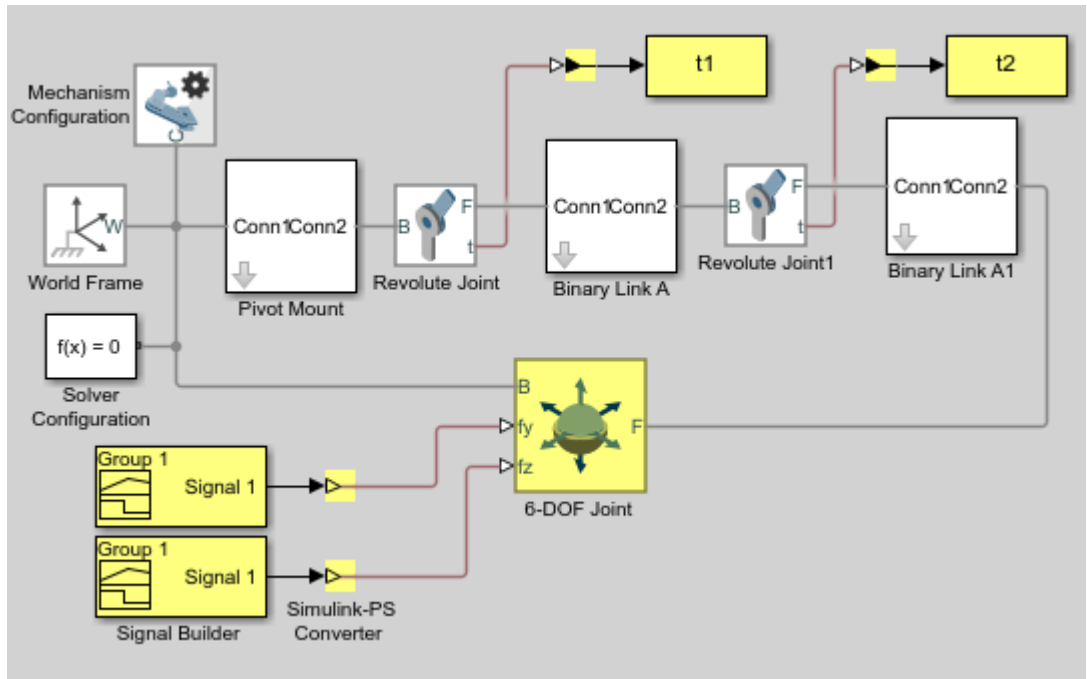 t1
t2
Mechanism
Configuration
C
W
World Frame
Conn1Conn2
Pivot Mount
B
F
t
Revolute Joint
Conn1Conn2
Binary Link A
B
F
t
Revolute Joint1
Conn1Conn2
Binary Link A1
f(x) = 0
Solver
Configuration
B
fy
fz
F
6-DOF Joint
Group 1
Signal 1
Group 1
Signal 1
Signal Builder
Simulink-PS
Converter